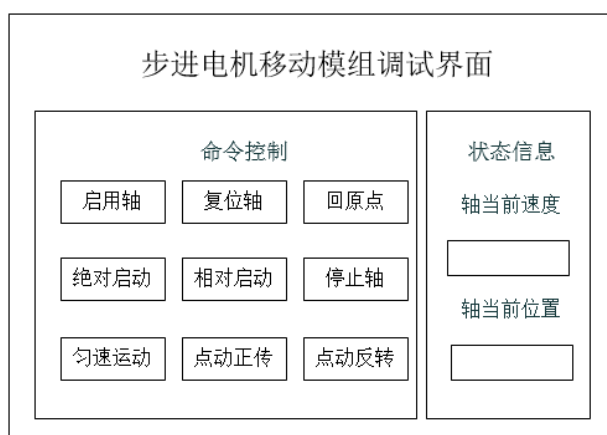 步进电机移动模组调试界面
命令控制
启用轴 复位轴 回原点
绝对启动 相对启动 停止轴
匀速运动 点动正传 点动反转
状态信息
轴当前速度
轴当前位置